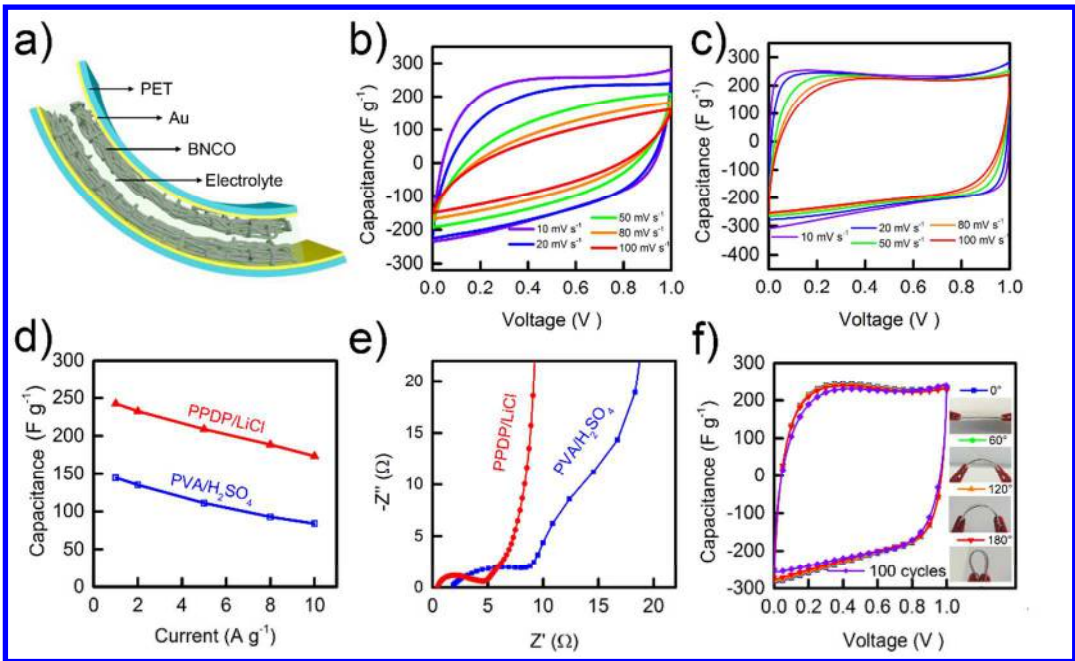 a)
PET
Au
BNCO
Electrolyte
b)
Capacitance (F g⁻¹)
300
200
100
0
-100
-200
-300
50 mV s⁻¹
10 mV s⁻¹
80 mV s⁻¹
20 mV s⁻¹
100 mV s⁻¹
0.0 0.2 0.4 0.6 0.8 1.0
Voltage (V )
c)
Capacitance (F g⁻¹)
300
200
100
0
-100
-200
-300
-400
20 mV s⁻¹
80 mV s⁻¹
10 mV s⁻¹
50 mV s⁻¹
100 mV s⁻¹
0.0 0.2 0.4 0.6 0.8 1.0
Voltage (V )
d)
Capacitance (F g⁻¹)
300
250
200
150
100
50
0
PPDP/LiCl
PVA/H₂SO₄
0 2 4 6 8 10
Current (A g⁻¹)
e)
-Z'' (Ω)
20
15
10
5
0
PPDP/LiCl
PVA/H₂SO₄
0 5 10 15 20
Z' (Ω)
f)
Capacitance (F g⁻¹)
300
200
100
0
-100
-200
-300
0°
60°
120°
180°
100 cycles
0.0 0.2 0.4 0.6 0.8 1.0
Voltage (V )